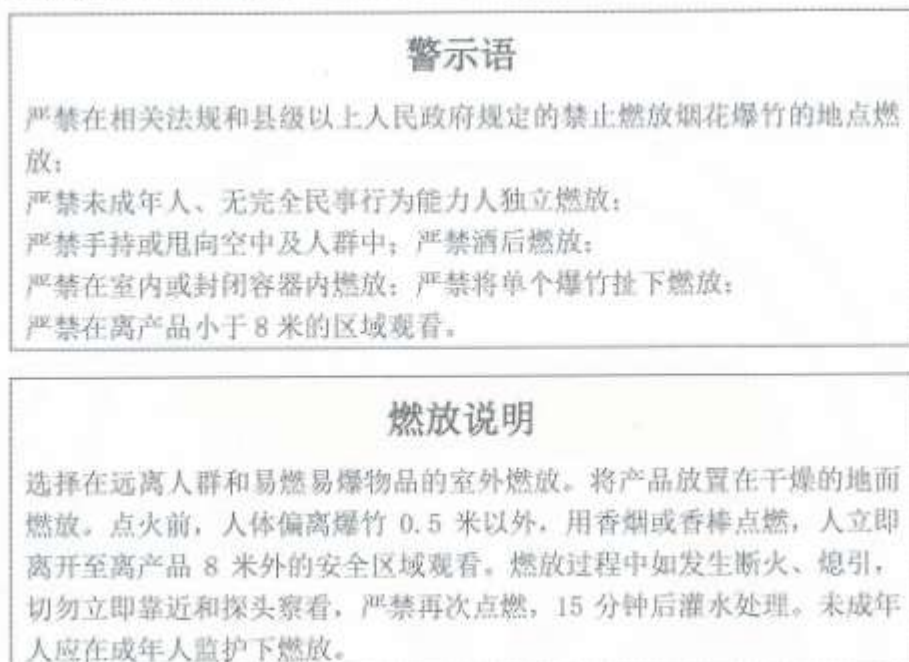 警示语
严禁在相关法规和县级以上人民政府规定的禁止燃放烟花爆竹的地点燃
放;
严禁未成年人、无完全民事行为能力人独立燃放;
严禁手持或甩向空中及人群中;严禁酒后燃放;
严禁在室内或封闭容器内燃放;严禁将单个爆竹扯下燃放;
严禁在离产品小于 8 米的区域观看。
燃放说明
选择在远离人群和易燃易爆物品的室外燃放。将产品放置在干燥的地面
燃放。点火前,人体偏离爆竹 0.5 米以外,用香烟或香棒点燃,人立即
离开至离产品 8 米外的安全区域观看。燃放过程中如发生断火、熄引,
切勿立即靠近和探头察看,严禁再次点燃,15 分钟后灌水处理。未成年
人应在成年人监护下燃放。